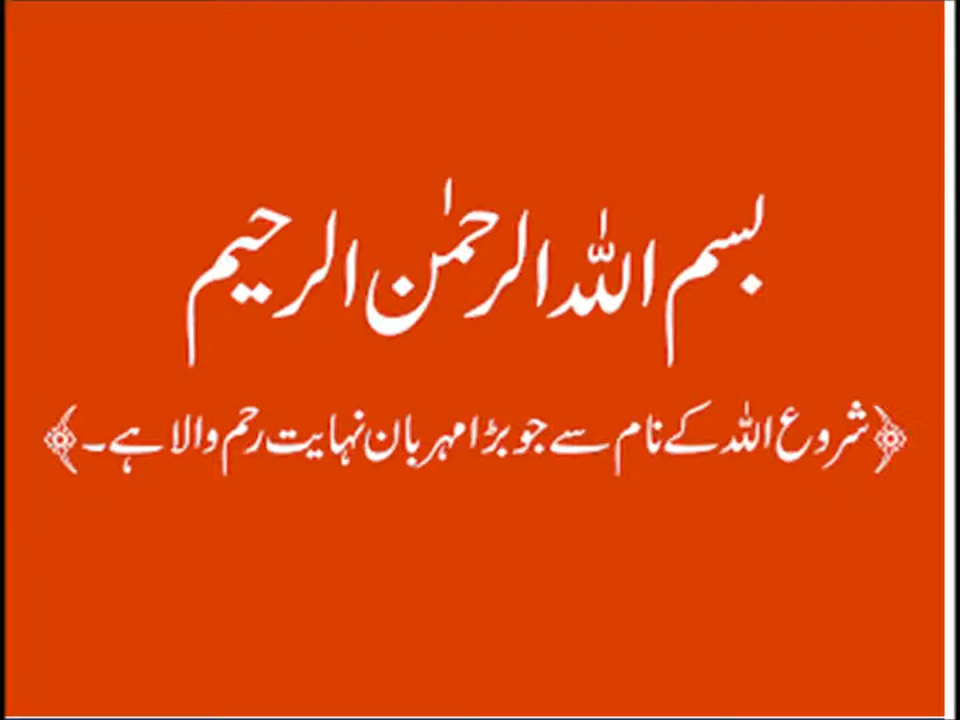 بسم اللہ الرحمٰن الرحیم
﴿شروع اللہ کے نام سے جو بڑا مہربان نہایت رحم والا ہے۔﴾